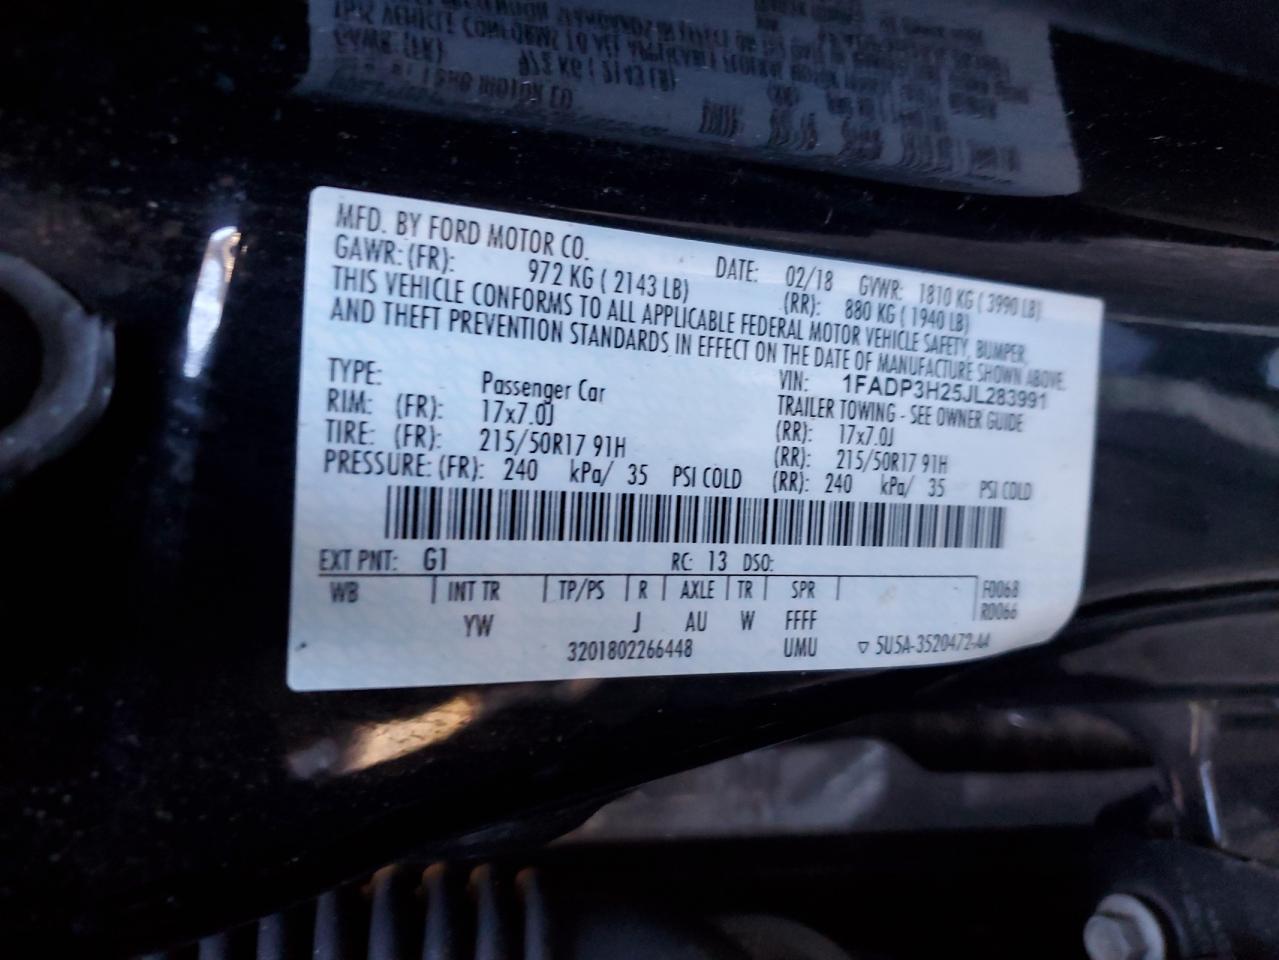 MFD. BY FORD MOTOR CO. DATE: 02/18 GVWR: 1810 KG ( 3990 LB)
GAWR: (FR): 972 KG ( 2143 LB) (RR): 880 KG ( 1940 LB)
THIS VEHICLE CONFORMS TO ALL APPLICABLE FEDERAL MOTOR VEHICLE SAFETY, BUMPER,
AND THEFT PREVENTION STANDARDS IN EFFECT ON THE DATE OF MANUFACTURE SHOWN ABOVE.
VIN: 1FADP3H25JL283991
TYPE: Passenger Car TRAILER TOWING - SEE OWNER GUIDE
RIM: (FR): 17x7.0J (RR): 17x7.0J
TIRE: (FR): 215/50R17 91H (RR): 215/50R17 91H
PRESSURE: (FR): 240 kPa/ 35 PSI COLD (RR): 240 kPa/ 35 PSI COLD
EXT PNT: G1 RC: 13 DSO:
WB INT TR TP/PS R AXLE TR SPR F0068
YW J AU W FFFF R0066
3201802266448 UMU ▽ 5U5A-3520472-AA